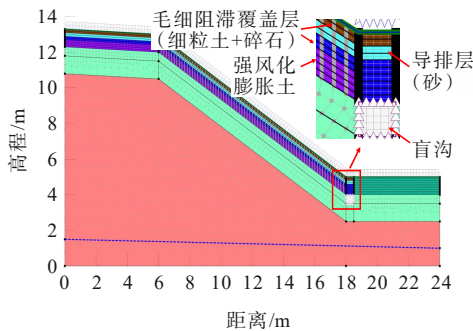 毛细阻滞覆盖层
（细粒土+碎石）
强风化
膨胀土
导排层
（砂）
盲沟
高程/m
14
12
10
8
6
4
2
0
0 2 4 6 8 10 12 14 16 18 20 22 24
距离/m